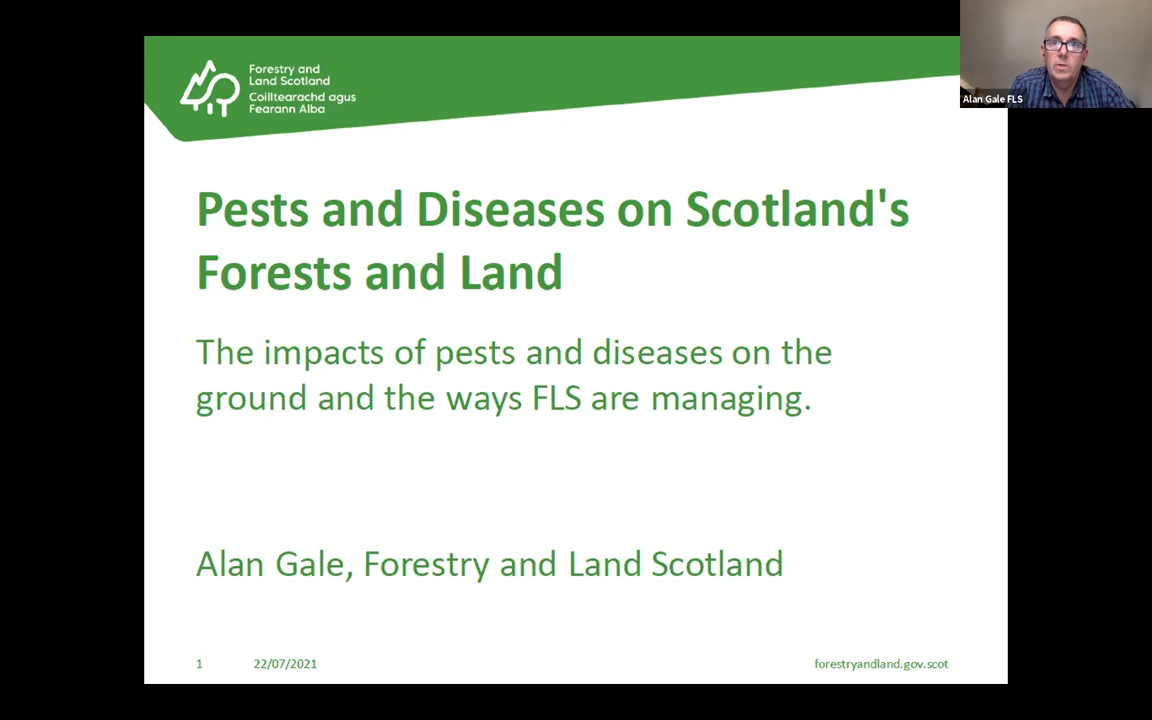 Forestry and
Land Scotland
Coilltearachd agus
Fearann Alba
Alan Gale FLS
Pests and Diseases on Scotland's
Forests and Land
The impacts of pests and diseases on the
ground and the ways FLS are managing.
Alan Gale, Forestry and Land Scotland
1 22/07/2021 forestryandland.gov.scot